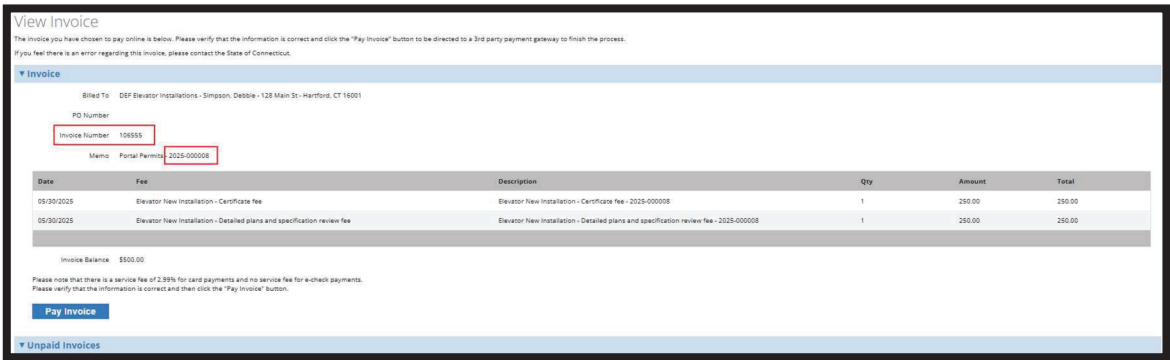 View Invoice
The invoice you have chosen to pay online is below. Please verify that the information is correct and click the "Pay Invoice" button to be directed to a 3rd party payment gateway to finish the process.
If you feel there is an error regarding this invoice, please contact the State of Connecticut.
▼ Invoice
Billed To DEF Elevator Installations - Simpson, Debbie - 128 Main St - Hartford, CT 16001
PO Number
Invoice Number 106555
Memo Portal Permits - 2025-000008
Date Fee Description Qty Amount Total
05/30/2025 Elevator New Installation - Certificate fee Elevator New Installation - Certificate fee - 2025-000008 1 250.00 250.00
05/30/2025 Elevator New Installation - Detailed plans and specification review fee Elevator New Installation - Detailed plans and specification review fee - 2025-000008 1 250.00 250.00
Invoice Balance $500.00
Please note that there is a service fee of 2.99% for card payments and no service fee for e-check payments.
Please verify that the information is correct and then click the "Pay Invoice" button.
Pay Invoice
▼ Unpaid Invoices